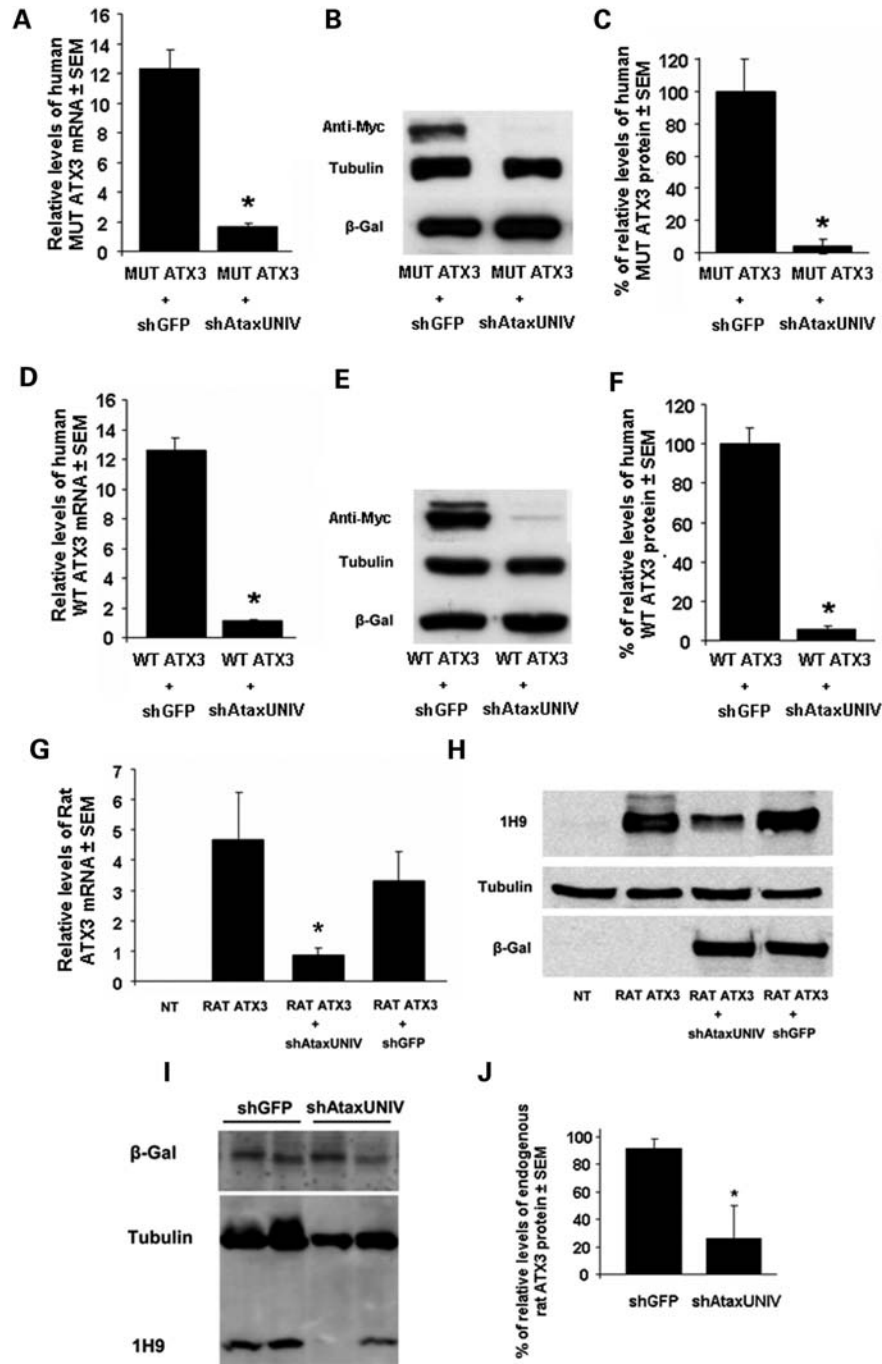 A
Relative levels of human
MUT ATX3 mRNA ± SEM
16
14
12
10
8
6
4
2
0
*
MUT ATX3 MUT ATX3
+ +
shGFP shAtaxUNIV
B
Anti-Myc
Tubulin
β-Gal
MUT ATX3 MUT ATX3
+ +
shGFP shAtaxUNIV
C
% of relative levels of human
MUT ATX3 protein ± SEM
120
100
80
60
40
20
0
*
MUT ATX3 MUT ATX3
+ +
shGFP shAtaxUNIV
D
Relative levels of human
WT ATX3 mRNA ± SEM
16
14
12
10
8
6
4
2
0
*
WT ATX3 WT ATX3
+ +
shGFP shAtaxUNIV
E
Anti-Myc
Tubulin
β-Gal
WT ATX3 WT ATX3
+ +
shGFP shAtaxUNIV
F
% of relative levels of human
WT ATX3 protein ± SEM
120
100
80
60
40
20
0
*
WT ATX3 WT ATX3
+ +
shGFP shAtaxUNIV
G
Relative levels of Rat
ATX3 mRNA ± SEM
7
6
5
4
3
2
1
0
*
NT RAT ATX3 RAT ATX3 RAT ATX3
+ +
shAtaxUNIV shGFP
H
1H9
Tubulin
β-Gal
NT RAT ATX3 RAT ATX3 RAT ATX3
+ +
shAtaxUNIV shGFP
I
shGFP shAtaxUNIV
β-Gal
Tubulin
1H9
J
% of relative levels of endogenous
rat ATX3 protein ± SEM
100
80
60
40
20
0
*
shGFP shAtaxUNIV